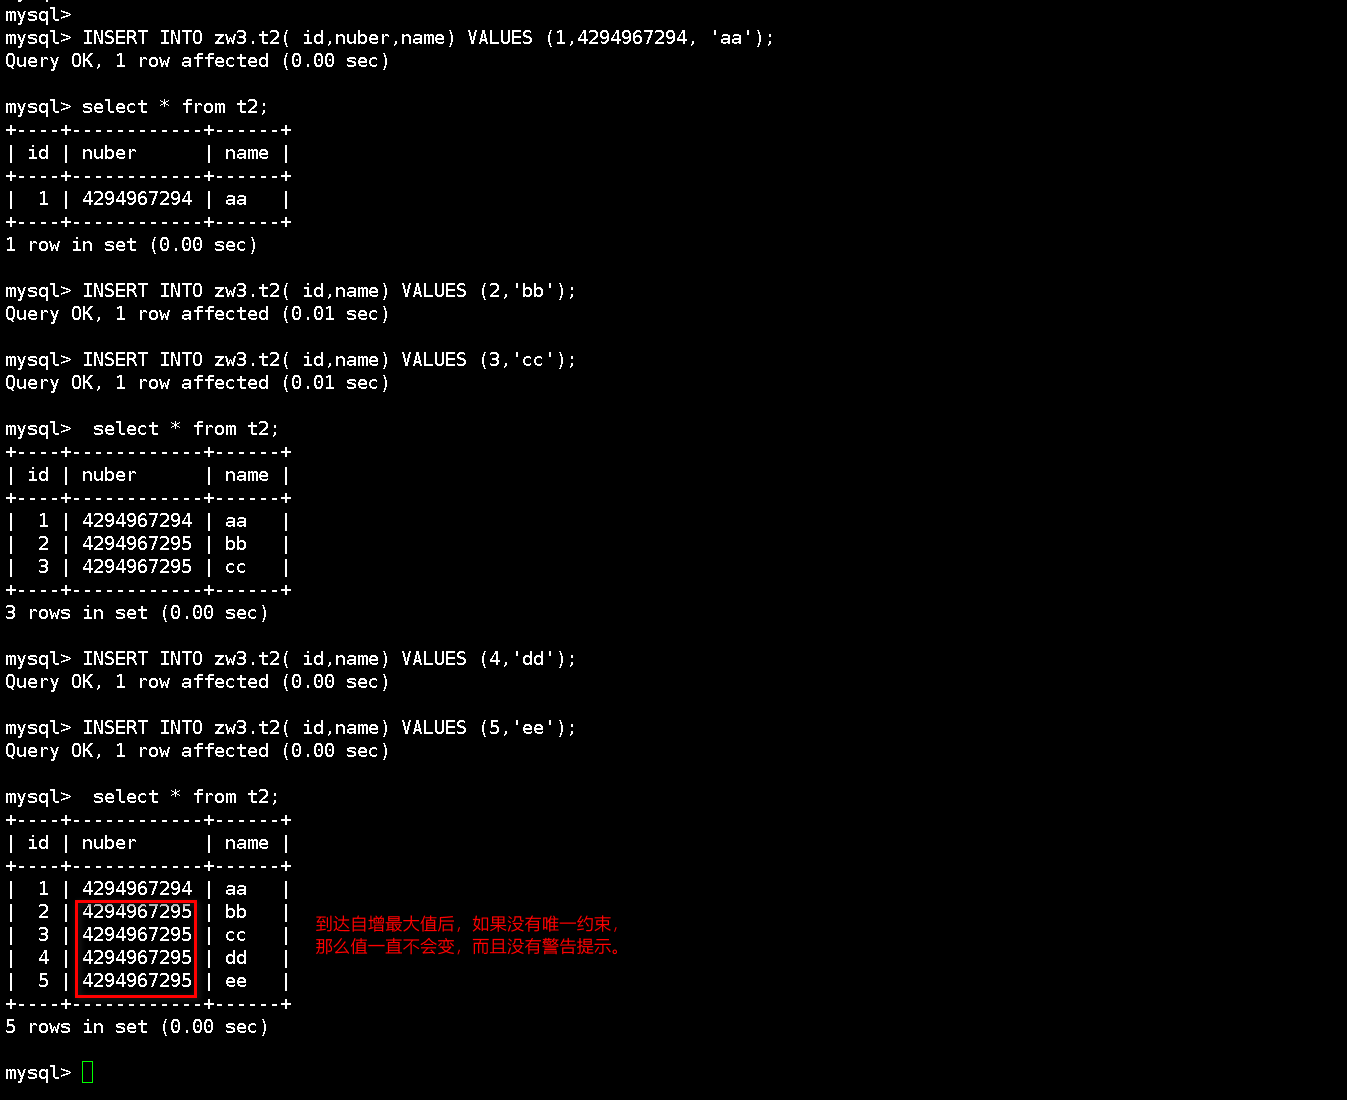 mysql>
mysql> INSERT INTO zw3.t2( id,nuber,name) VALUES (1,4294967294, 'aa');
Query OK, 1 row affected (0.00 sec)
mysql> select * from t2;
+----+------------+------+
| id | nuber      | name |
+----+------------+------+
|  1 | 4294967294 | aa   |
+----+------------+------+
1 row in set (0.00 sec)
mysql> INSERT INTO zw3.t2( id,name) VALUES (2,'bb');
Query OK, 1 row affected (0.01 sec)
mysql> INSERT INTO zw3.t2( id,name) VALUES (3,'cc');
Query OK, 1 row affected (0.01 sec)
mysql>  select * from t2;
+----+------------+------+
| id | nuber      | name |
+----+------------+------+
|  1 | 4294967294 | aa   |
|  2 | 4294967295 | bb   |
|  3 | 4294967295 | cc   |
+----+------------+------+
3 rows in set (0.00 sec)
mysql> INSERT INTO zw3.t2( id,name) VALUES (4,'dd');
Query OK, 1 row affected (0.00 sec)
mysql> INSERT INTO zw3.t2( id,name) VALUES (5,'ee');
Query OK, 1 row affected (0.00 sec)
mysql>  select * from t2;
+----+------------+------+
| id | nuber      | name |
+----+------------+------+
|  1 | 4294967294 | aa   |
|  2 | 4294967295 | bb   |
|  3 | 4294967295 | cc   |
|  4 | 4294967295 | dd   |
|  5 | 4294967295 | ee   |
+----+------------+------+
到达自增最大值后，如果没有唯一约束，
那么值一直不会变，而且没有警告提示。
5 rows in set (0.00 sec)
mysql>